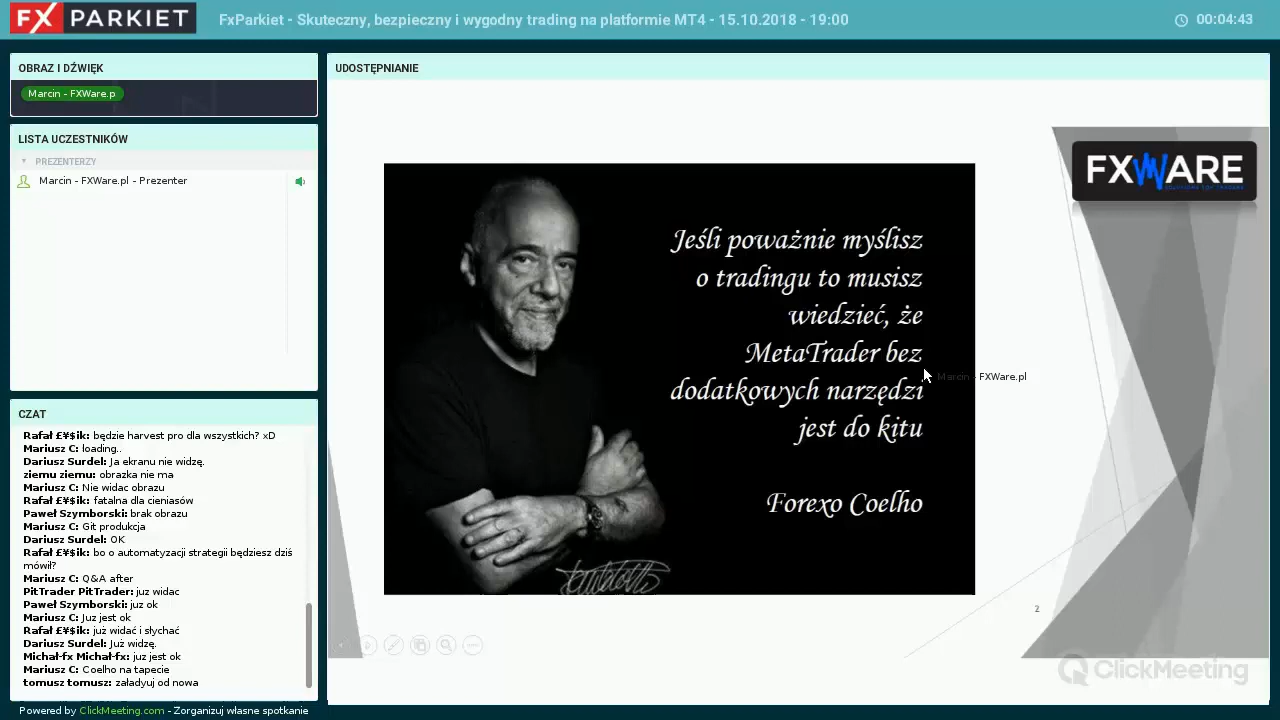 FX PARKIET
FxParkiet - Skuteczny, bezpieczny i wygodny trading na platformie MT4 - 15.10.2018 - 19:00
00:04:43
OBRAZ I DŹWIĘK
Marcin - FXWare.p
LISTA UCZESTNIKÓW
PREZENTERZY
Marcin - FXWare.pl - Prezenter
CZAT
Rafał £¥$ik: będzie harvest pro dla wszystkich? xD
Mariusz C: loading..
Dariusz Surdel: Ja ekranu nie widzę.
ziemu ziemu: obrazka nie ma
Mariusz C: Nie widac obrazu
Rafał £¥$ik: fatalna dla cieniasów
Paweł Szymborski: brak obrazu
Mariusz C: Git produkcja
Dariusz Surdel: OK
Rafał £¥$ik: bo o automatyzacji strategii będziesz dziś
mówił?
Mariusz C: Q&A after
PitTrader PitTrader: juz widac
Paweł Szymborski: juz ok
Mariusz C: Juz jest ok
Rafał £¥$ik: już widać i słychać
Dariusz Surdel: Już widzę.
Michał-fx Michał-fx: juz jest ok
Mariusz C: Coelho na tapecie
tomusz tomusz: załadyuj od nowa
Powered by ClickMeeting.com - Zorganizuj własne spotkanie
UDOSTĘPNIANIE
FXWARE
Jeśli poważnie myślisz
o tradingu to musisz
wiedzieć, że
MetaTrader bez
dodatkowych narzędzi
jest do kitu
Forexo Coelho
Marcin - FXWare.pl
2
ClickMeeting